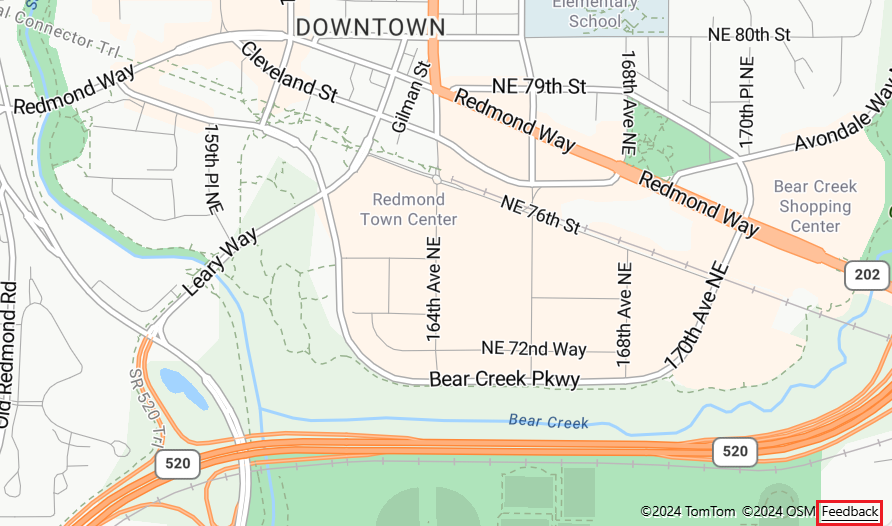 Elementary
School
DOWNTOWN
NE 80th St
Connector Trl
Cleveland St
Redmond Way
Gilman St
NE 79th St
168th Ave NE
170th Pl NE
Redmond Way
Avondale Way
159th Pl NE
Redmond
Town Center
NE 76th St
Redmond Way
Bear Creek
Shopping
Center
Leary Way
164th Ave NE
168th Ave NE
170th Ave NE
202
Old Redmond Rd
NE 72nd Way
Bear Creek Pkwy
SR 520 Trl
Bear Creek
520
520
©2024 TomTom ©2024 OSM Feedback